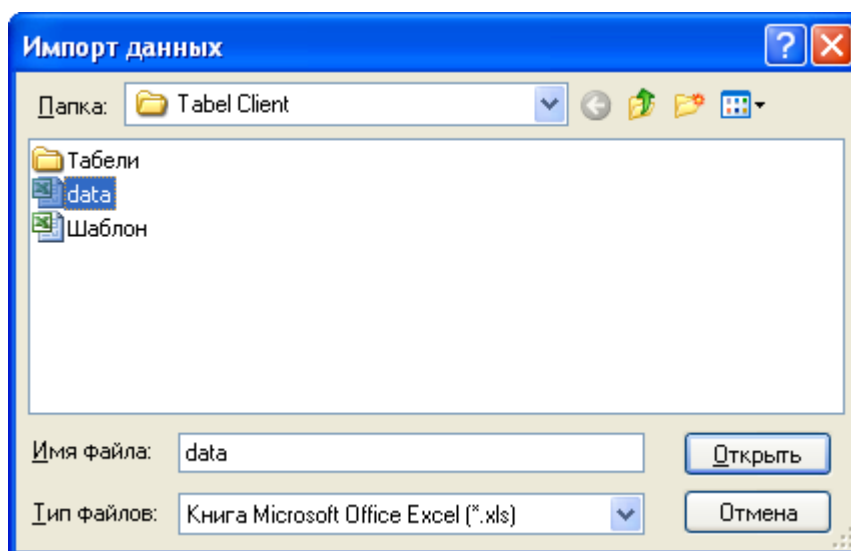 Импорт данных
Папка: Tabel Client
Табели
data
Шаблон
Имя файла: data Открыть
Тип файлов: Книга Microsoft Office Excel (*.xls) Отмена